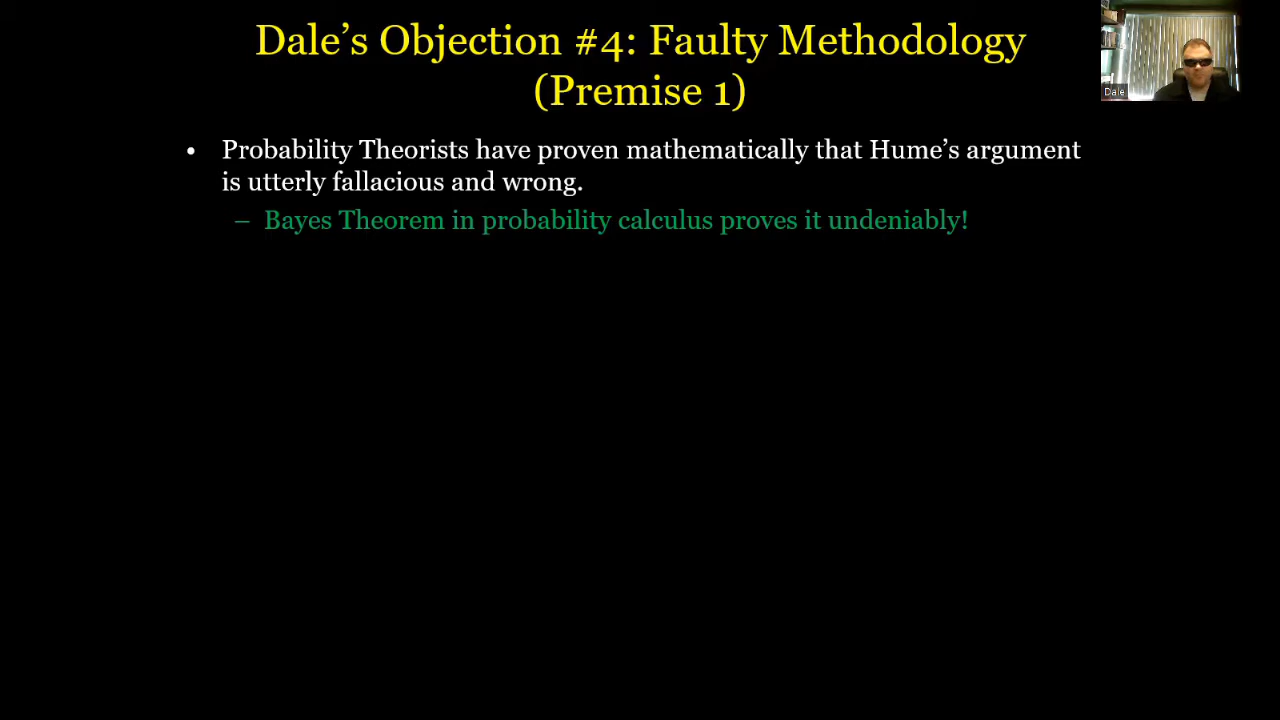 Dale’s Objection #4: Faulty Methodology
(Premise 1)
• Probability Theorists have proven mathematically that Hume’s argument
is utterly fallacious and wrong.
– Bayes Theorem in probability calculus proves it undeniably!
Dale